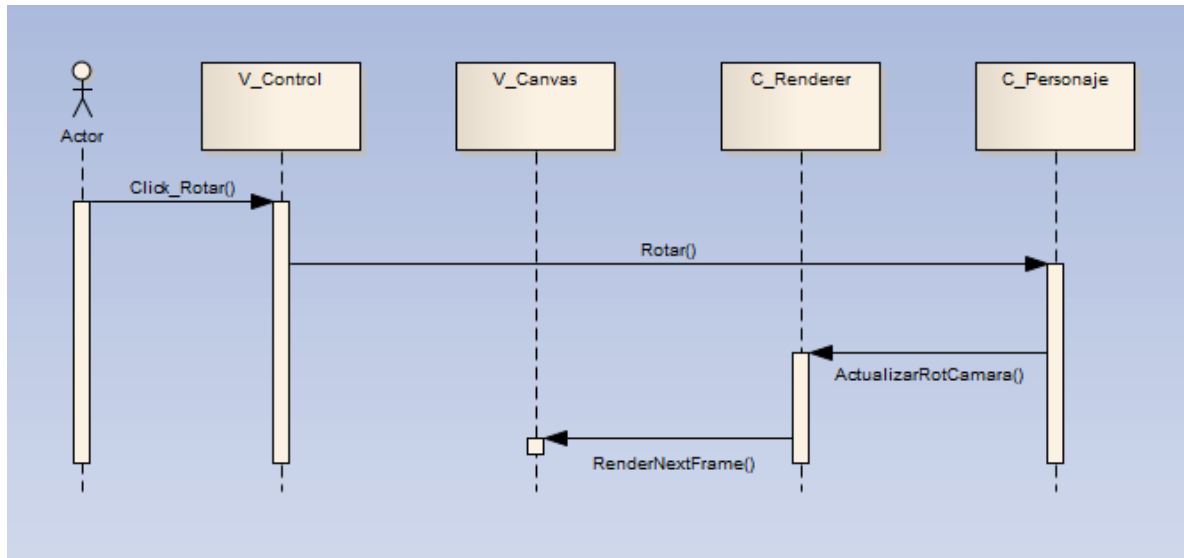 V_Control
V_Canvas
C_Renderer
C_Personaje
Actor
Click_Rotar()
Rotar()
ActualizarRotCamara()
RenderNextFrame()